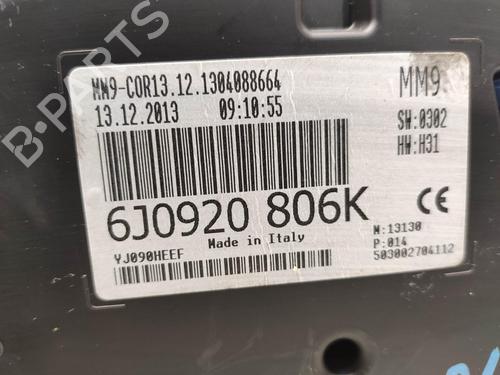 MM9-COR13.12.1304088664
MM9
13.12.2013 09:10:55
SW:0302
HW:H31
6J0920 806K
CE
Made in Italy
YJ090HEEF
M:13130
P:014
503002704112
B-PARTS